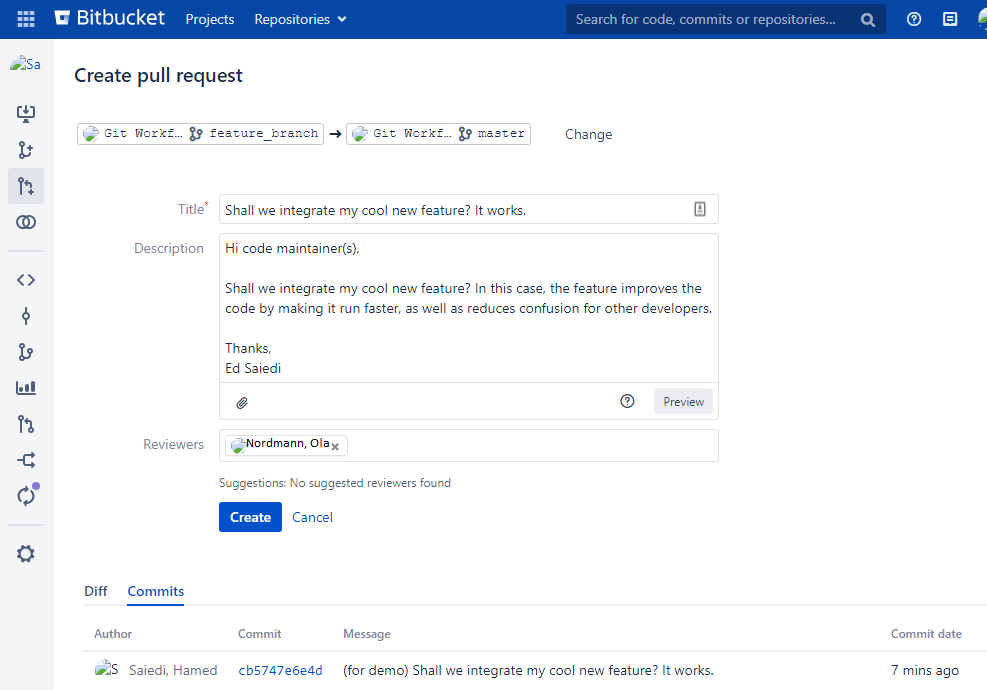 Bitbucket Projects Repositories Search for code, commits or repositories...
Sa
Create pull request
Git Workf… feature_branch → Git Workf… master Change
Title* Shall we integrate my cool new feature? It works.
Description Hi code maintainer(s),
Shall we integrate my cool new feature? In this case, the feature improves the
code by making it run faster, as well as reduces confusion for other developers.
Thanks,
Ed Saiedi
Preview
Reviewers Nordmann, Ola ×
Suggestions: No suggested reviewers found
Create Cancel
Diff Commits
Author Commit Message Commit date
S Saiedi, Hamed cb5747e6e4d (for demo) Shall we integrate my cool new feature? It works. 7 mins ago